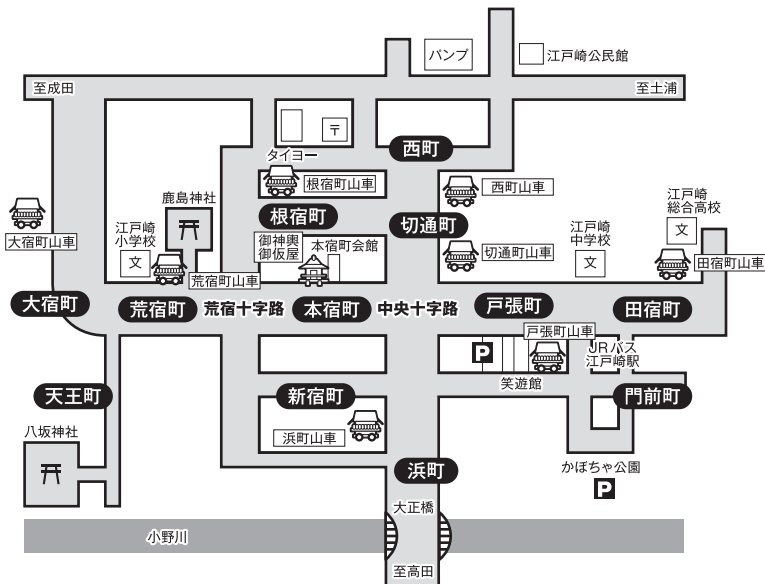 パンプ
江戸崎公民館
至成田
至土浦
〒
タイヨー
西町
根宿町山車
西町山車
鹿島神社
江戸崎
総合高校
文
大宿町山車
江戸崎
小学校
文
根宿町
切通町
御神輿
御仮屋
本宿町会館
切通町山車
江戸崎
中学校
文
田宿町山車
荒宿町山車
大宿町
荒宿町
荒宿十字路
本宿町
中央十字路
戸張町
田宿町
戸張町山車
P
JRバス
江戸崎駅
笑遊館
天王町
新宿町
門前町
八坂神社
浜町山車
浜町
かぼちゃ公園
P
大正橋
小野川
至高田